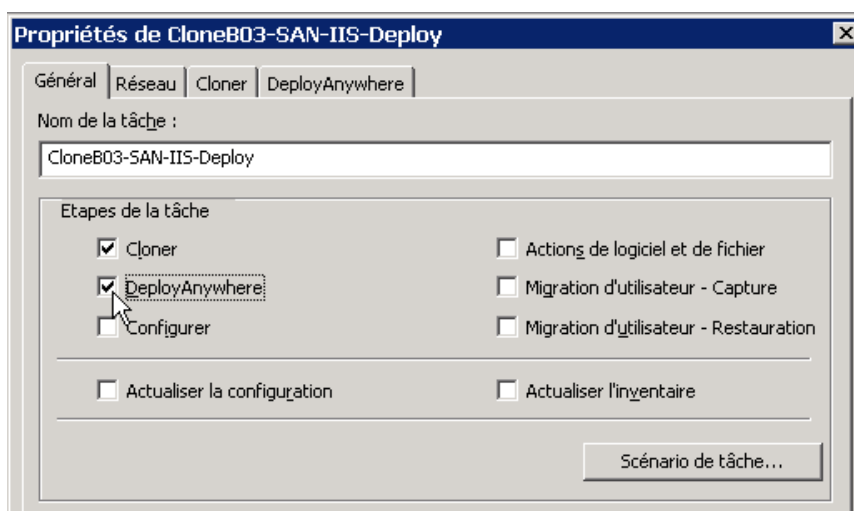 Propriétés de CloneB03-SAN-IIS-Deploy
Général Réseau Cloner DeployAnywhere
Nom de la tâche :
CloneB03-SAN-IIS-Deploy
Etapes de la tâche
Cloner Actions de logiciel et de fichier
DeployAnywhere Migration d'utilisateur - Capture
Configurer Migration d'utilisateur - Restauration
Actualiser la configuration Actualiser l'inventaire
Scénario de tâche...